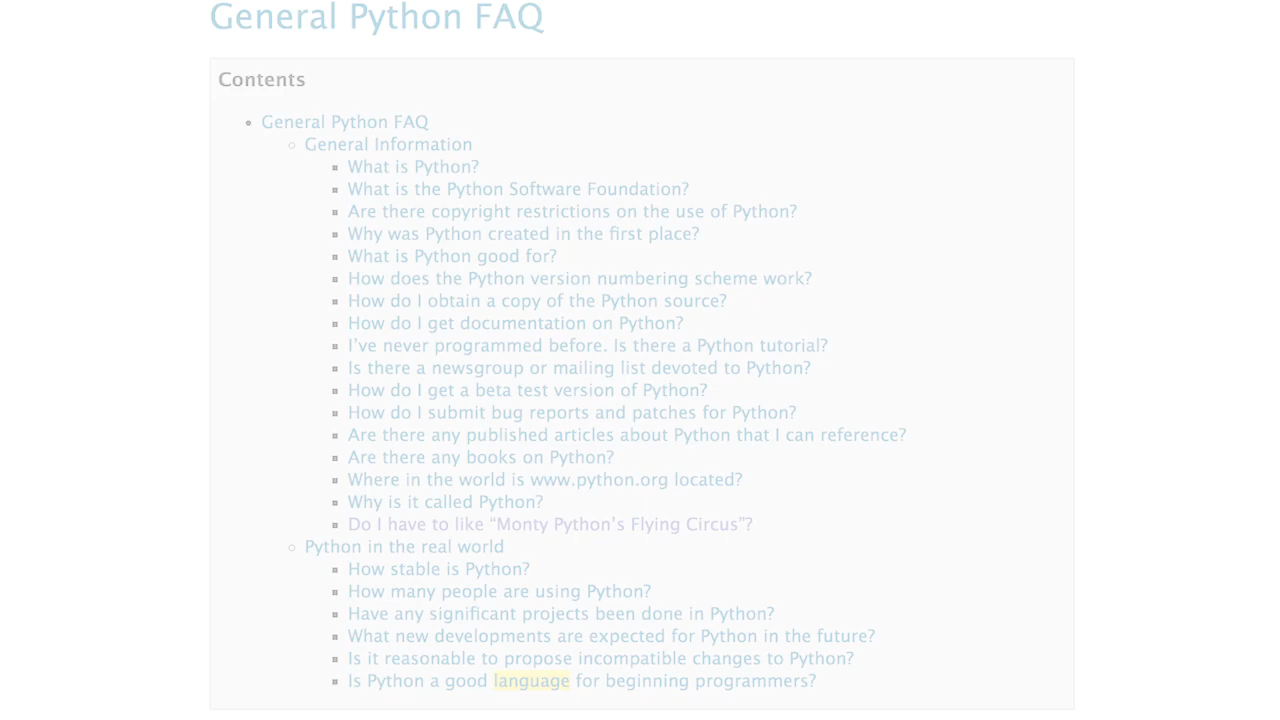 General Python FAQ
Contents
General Python FAQ
General Information
What is Python?
What is the Python Software Foundation?
Are there copyright restrictions on the use of Python?
Why was Python created in the first place?
What is Python good for?
How does the Python version numbering scheme work?
How do I obtain a copy of the Python source?
How do I get documentation on Python?
I’ve never programmed before. Is there a Python tutorial?
Is there a newsgroup or mailing list devoted to Python?
How do I get a beta test version of Python?
How do I submit bug reports and patches for Python?
Are there any published articles about Python that I can reference?
Are there any books on Python?
Where in the world is www.python.org located?
Why is it called Python?
Do I have to like “Monty Python’s Flying Circus”?
Python in the real world
How stable is Python?
How many people are using Python?
Have any significant projects been done in Python?
What new developments are expected for Python in the future?
Is it reasonable to propose incompatible changes to Python?
Is Python a good language for beginning programmers?